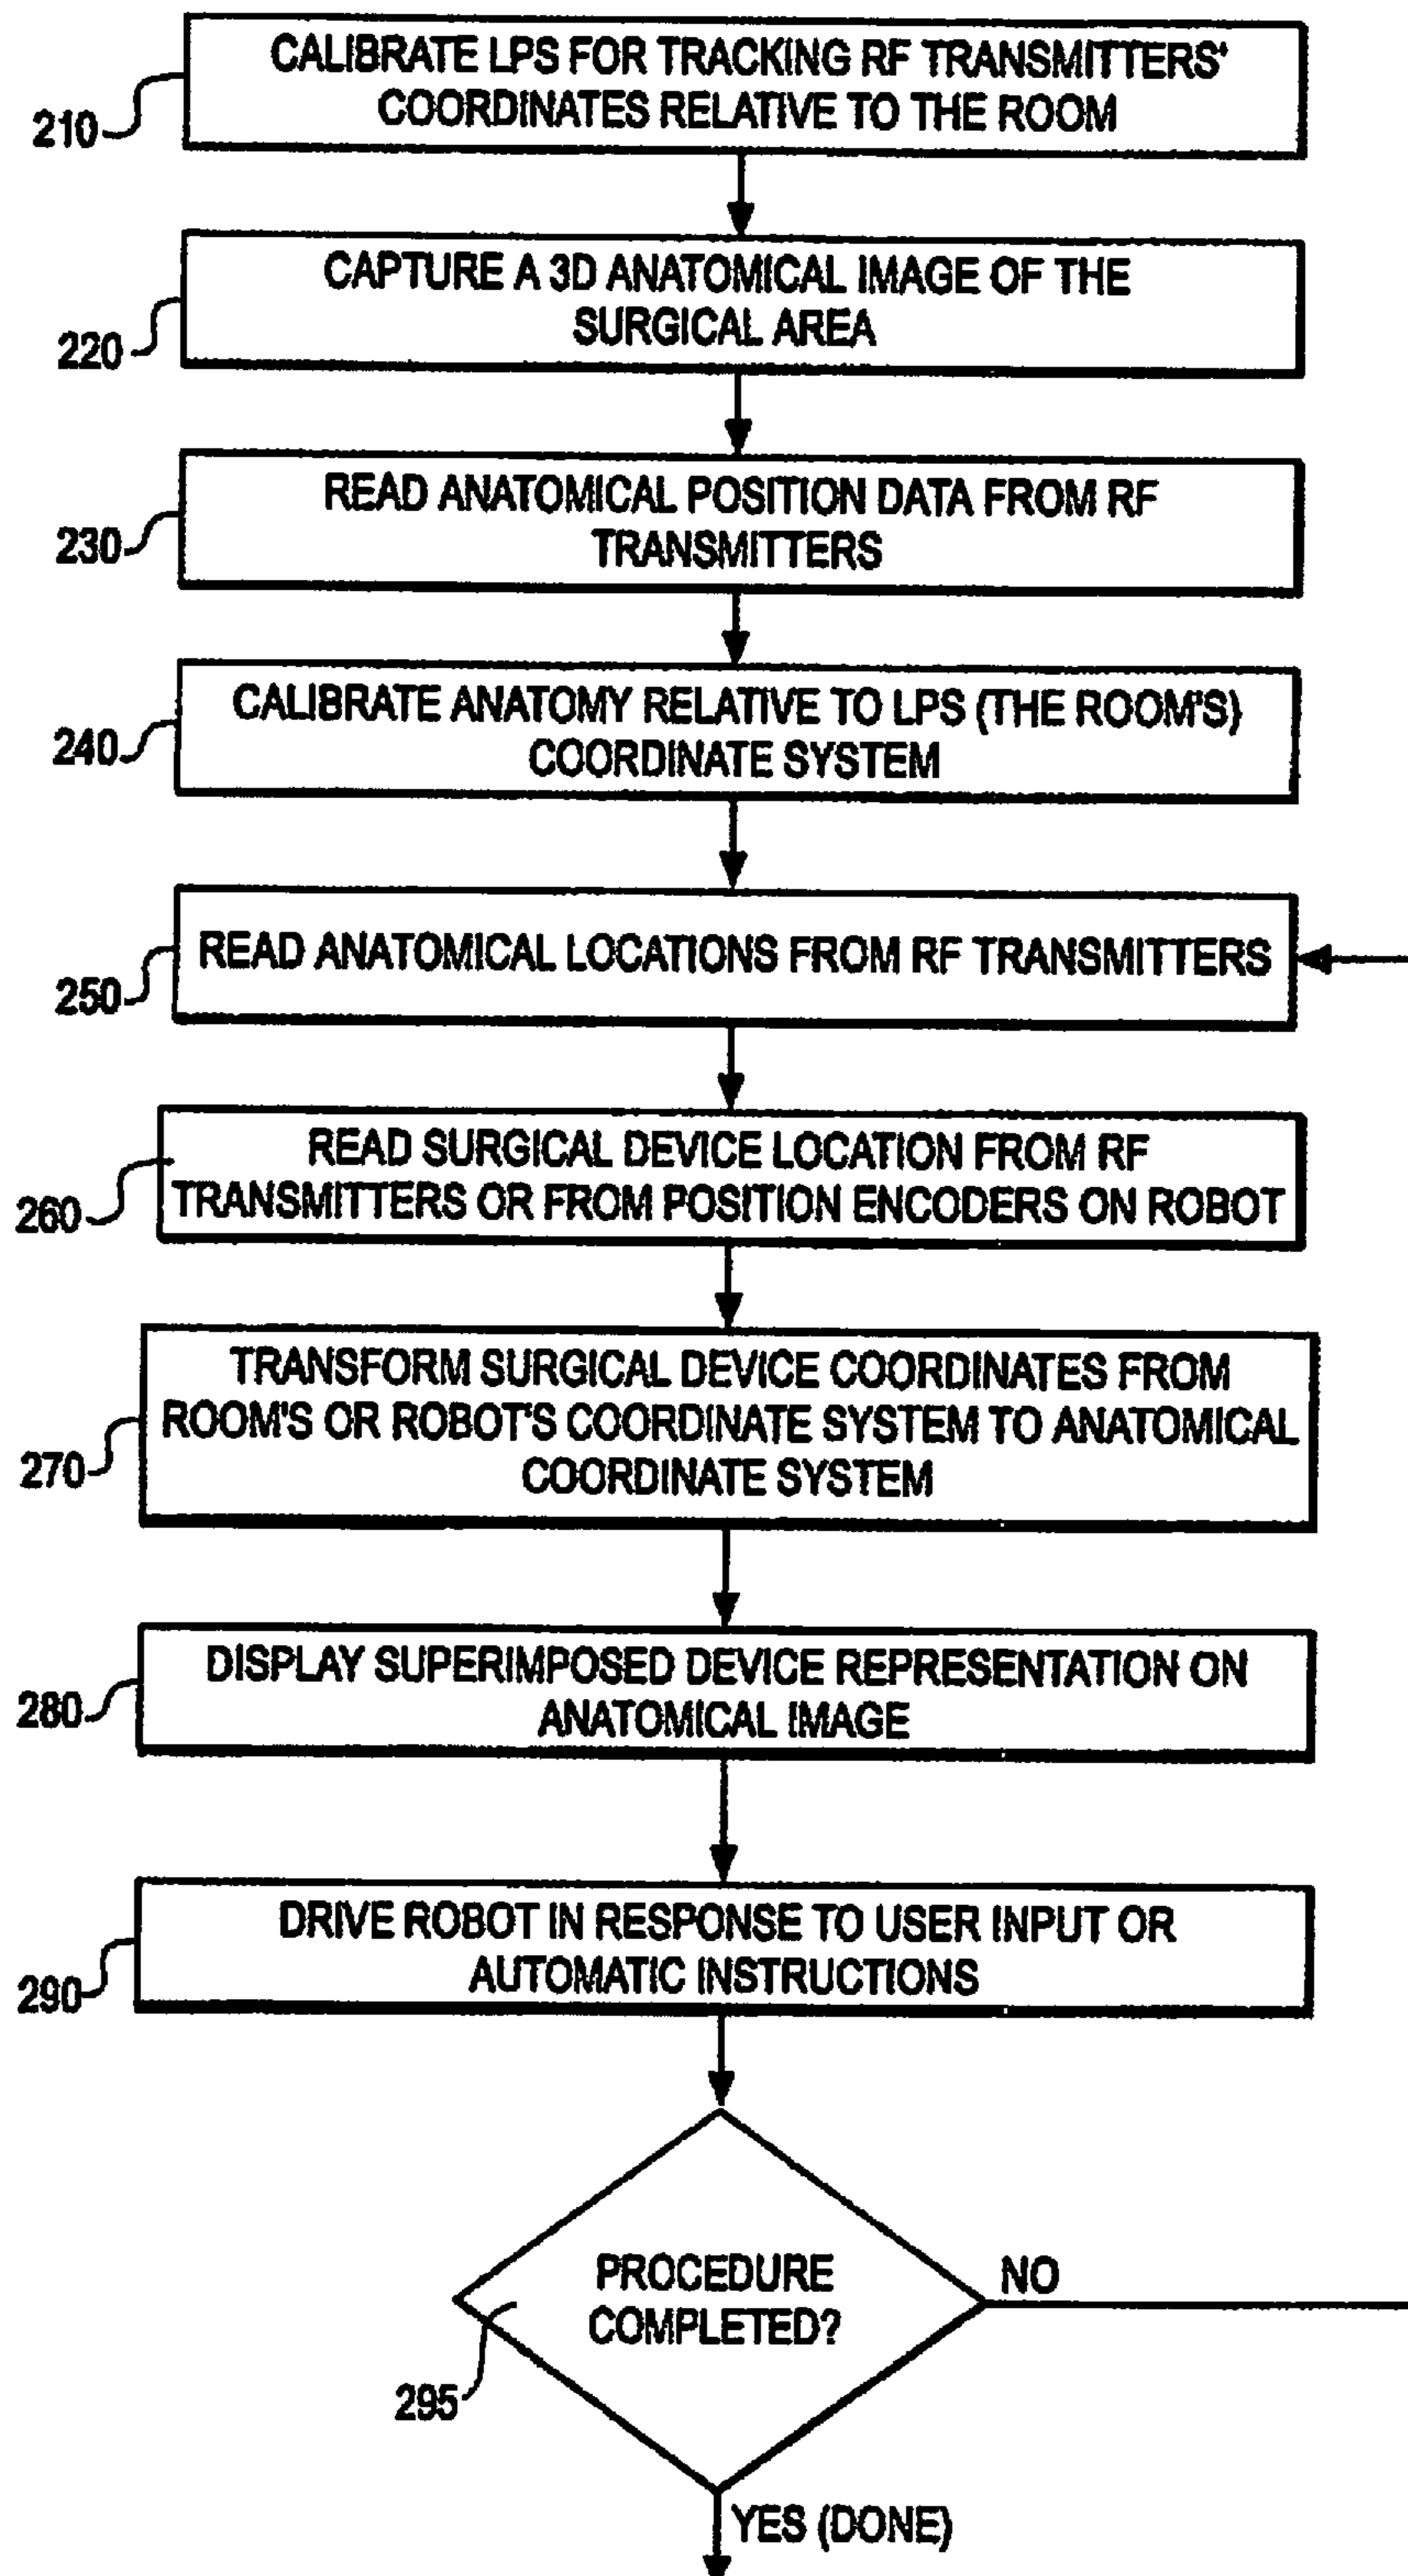 CALIBRATE LPS FOR TRACKING RF TRANSMITTERS'
COORDINATES RELATIVE TO THE ROOM
210
CAPTURE A 3D ANATOMICAL IMAGE OF THE
SURGICAL AREA
220
READ ANATOMICAL POSITION DATA FROM RF
TRANSMITTERS
230
CALIBRATE ANATOMY RELATIVE TO LPS (THE ROOM'S)
COORDINATE SYSTEM
240
READ ANATOMICAL LOCATIONS FROM RF TRANSMITTERS
250
READ SURGICAL DEVICE LOCATION FROM RF
TRANSMITTERS OR FROM POSITION ENCODERS ON ROBOT
260
TRANSFORM SURGICAL DEVICE COORDINATES FROM
ROOM'S OR ROBOT'S COORDINATE SYSTEM TO ANATOMICAL
COORDINATE SYSTEM
270
DISPLAY SUPERIMPOSED DEVICE REPRESENTATION ON
ANATOMICAL IMAGE
280
DRIVE ROBOT IN RESPONSE TO USER INPUT OR
AUTOMATIC INSTRUCTIONS
290
PROCEDURE
COMPLETED?
NO
295
YES (DONE)